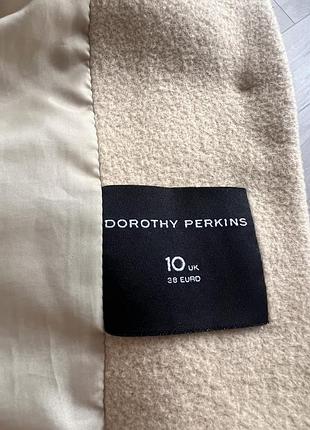 DOROTHY PERKINS
10 UK
38 EURO